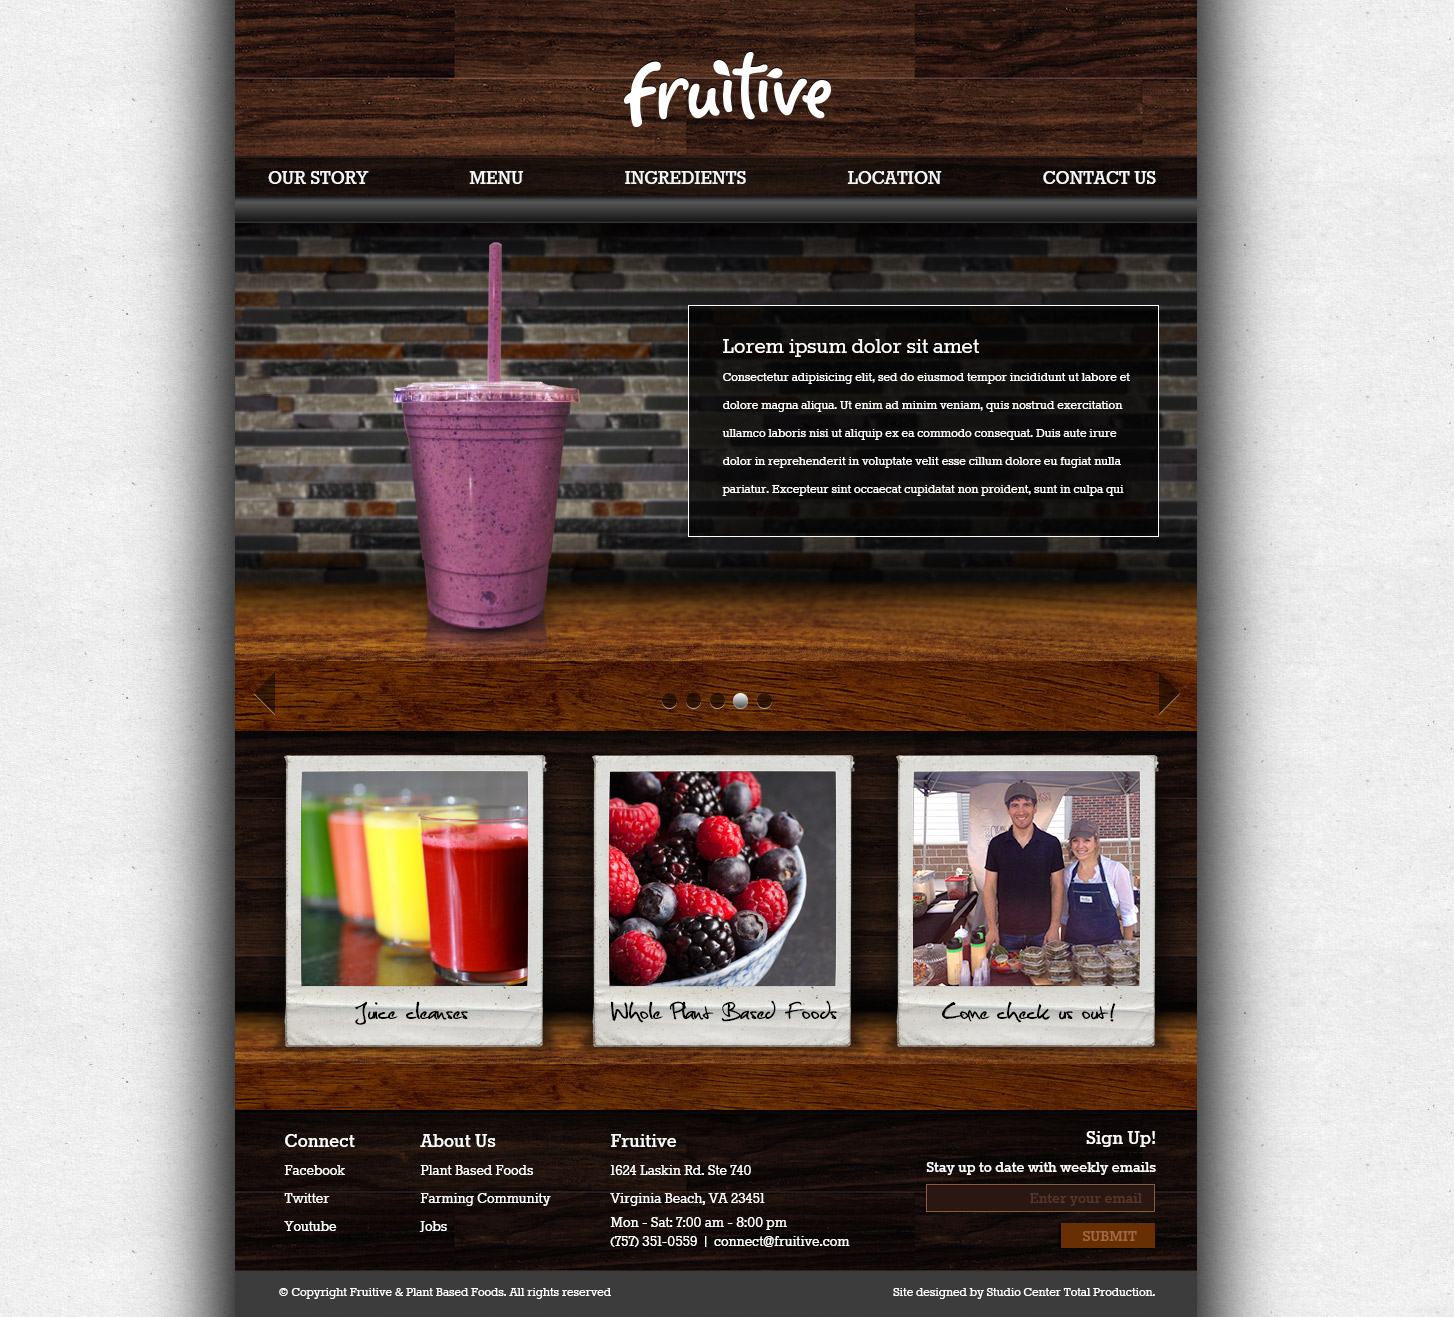 fruitive
OUR STORY MENU INGREDIENTS LOCATION CONTACT US
Lorem ipsum dolor sit amet
Consectetur adipisicing elit, sed do eiusmod tempor incididunt ut labore et
dolore magna aliqua. Ut enim ad minim veniam, quis nostrud exercitation
ullamco laboris nisi ut aliquip ex ea commodo consequat. Duis aute irure
dolor in reprehenderit in voluptate velit esse cillum dolore eu fugiat nulla
pariatur. Excepteur sint occaecat cupidatat non proident, sunt in culpa qui
Juice cleanses
Whole Plant Based Foods
Come check us out!
Connect
Facebook
Twitter
Youtube
About Us
Plant Based Foods
Farming Community
Jobs
Fruitive
1624 Laskin Rd. Ste 740
Virginia Beach, VA 23451
Mon - Sat: 7:00 am - 8:00 pm
(757) 351-0559 | connect@fruitive.com
Sign Up!
Stay up to date with weekly emails
Enter your email
SUBMIT
© Copyright Fruitive & Plant Based Foods. All rights reserved
Site designed by Studio Center Total Production.